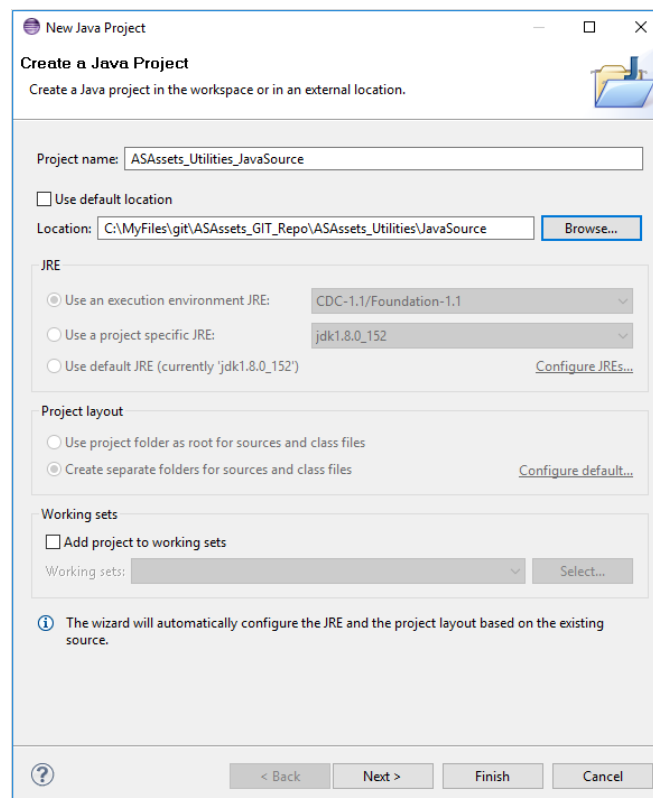 New Java Project
Create a Java Project
Create a Java project in the workspace or in an external location.
Project name: ASAssets_Utilities_JavaSource
Use default location
Location: C:\MyFiles\git\ASAssets_GIT_Repo\ASAssets_Utilities\JavaSource Browse...
JRE
Use an execution environment JRE: CDC-1.1/Foundation-1.1
Use a project specific JRE: jdk1.8.0_152
Use default JRE (currently 'jdk1.8.0_152') Configure JREs...
Project layout
Use project folder as root for sources and class files
Create separate folders for sources and class files Configure default...
Working sets
Add project to working sets
Working sets: Select...
The wizard will automatically configure the JRE and the project layout based on the existing
source.
? < Back Next > Finish Cancel